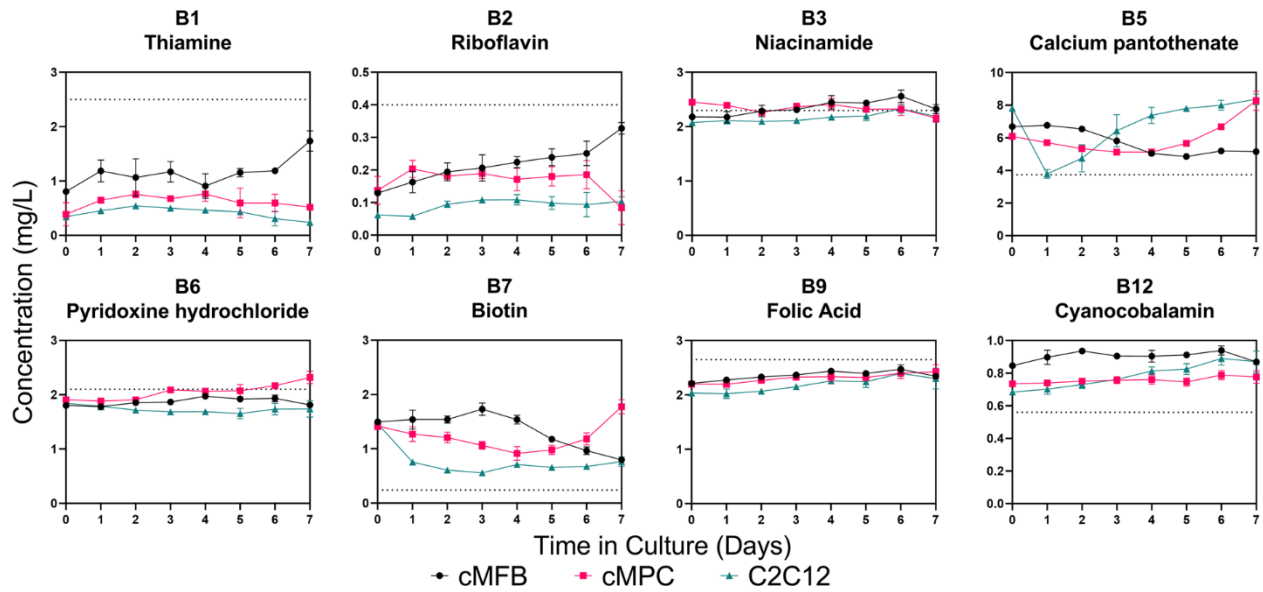 B1
Thiamine
B2
Riboflavin
B3
Niacinamide
B5
Calcium pantothenate
3
2
1
0
0 1 2 3 4 5 6 7
0.5
0.4
0.3
0.2
0.1
0.0
0 1 2 3 4 5 6 7
3
2
1
0
0 1 2 3 4 5 6 7
10
8
6
4
2
0
0 1 2 3 4 5 6 7
Concentration (mg/L)
B6
Pyridoxine hydrochloride
B7
Biotin
B9
Folic Acid
B12
Cyanocobalamin
3
2
1
0
0 1 2 3 4 5 6 7
3
2
1
0
0 1 2 3 4 5 6 7
3
2
1
0
0 1 2 3 4 5 6 7
1.0
0.8
0.6
0.4
0.2
0.0
0 1 2 3 4 5 6 7
Time in Culture (Days)
cMFB cMPC C2C12